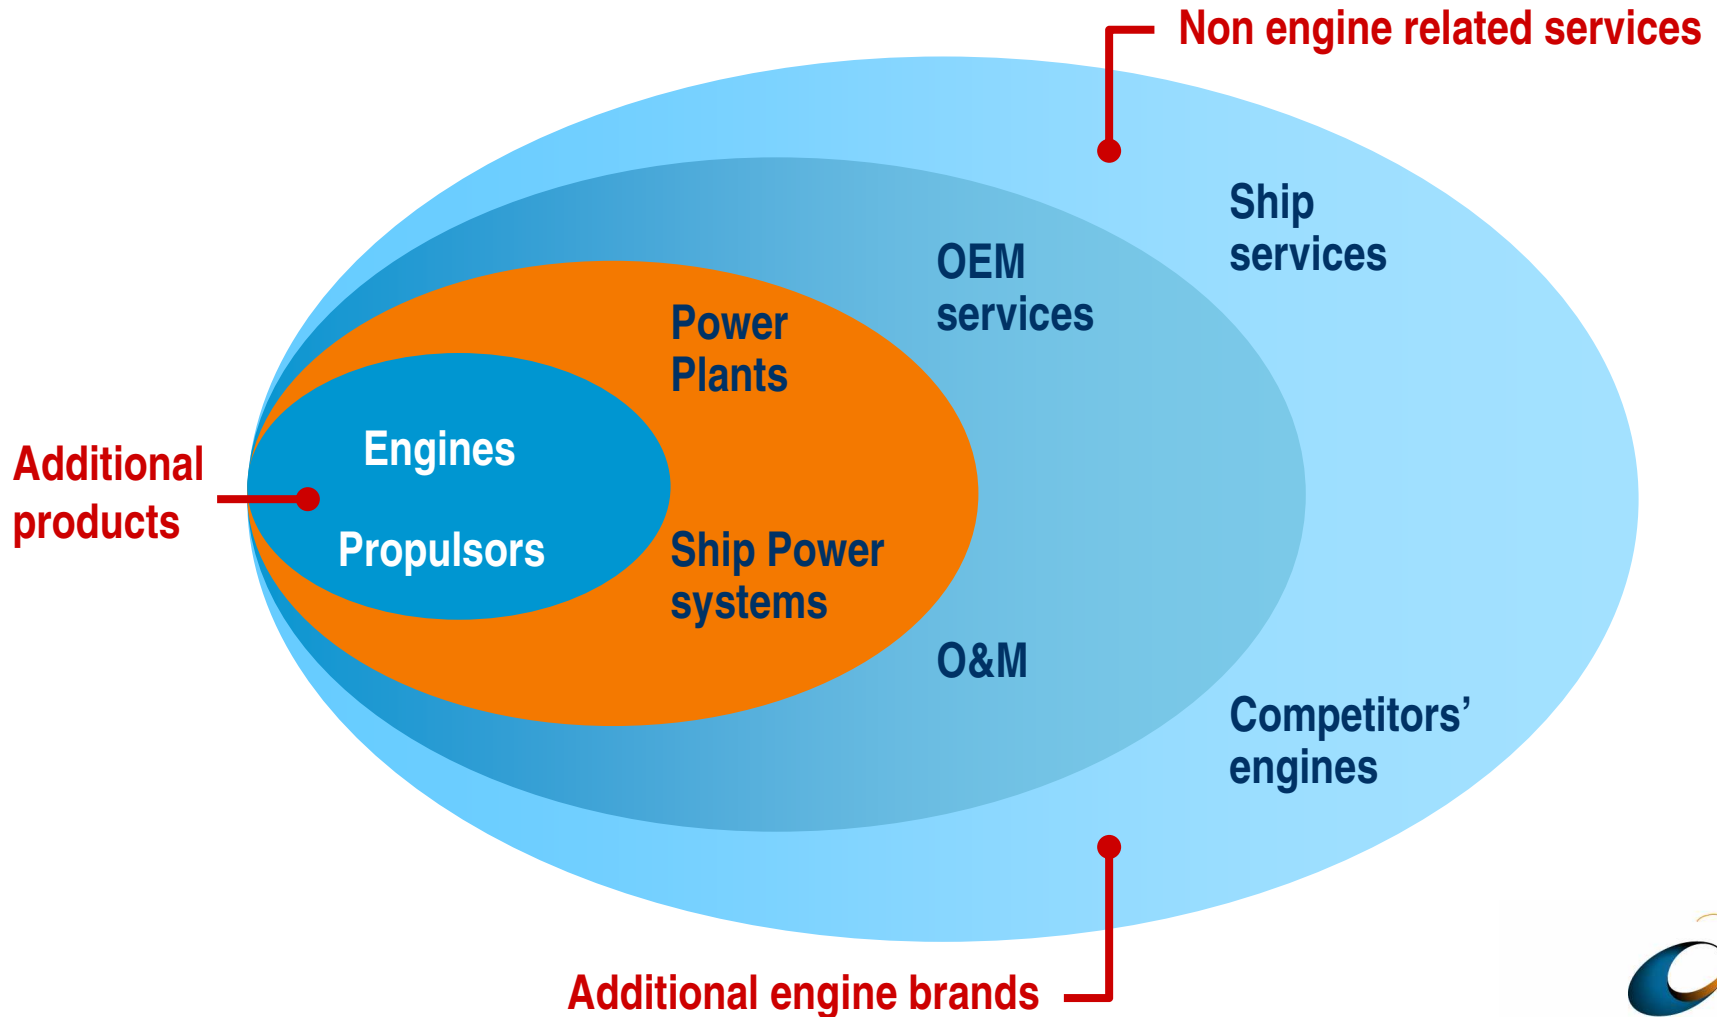 Non engine related services
Ship
services
OEM
services
Power
Plants
Engines
Additional
products
Propulsors
Ship Power
systems
O&M
Competitors’
engines
Additional engine brands